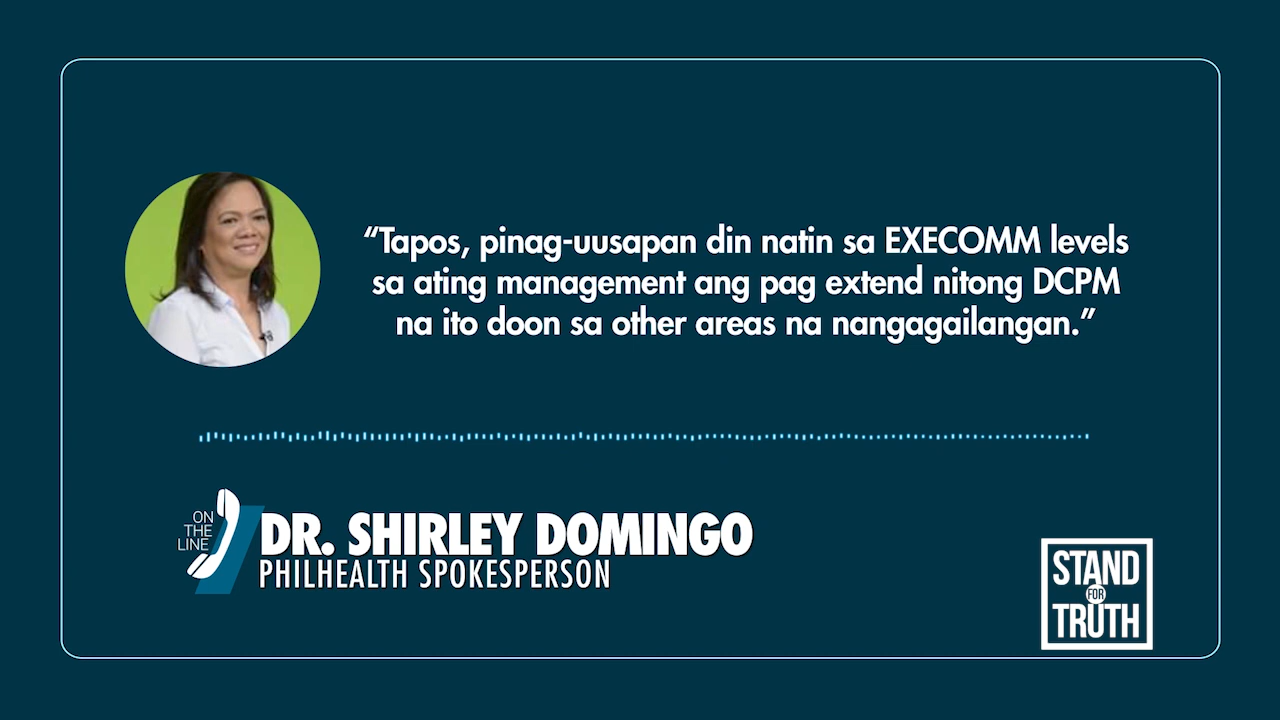 “Tapos, pinag-uusapan din natin sa EXECOMM levels
sa ating management ang pag extend nitong DCPM
na ito doon sa other areas na nangagailangan.”
ON
THE
LINE
DR. SHIRLEY DOMINGO
PHILHEALTH SPOKESPERSON
STAND
FOR
TRUTH